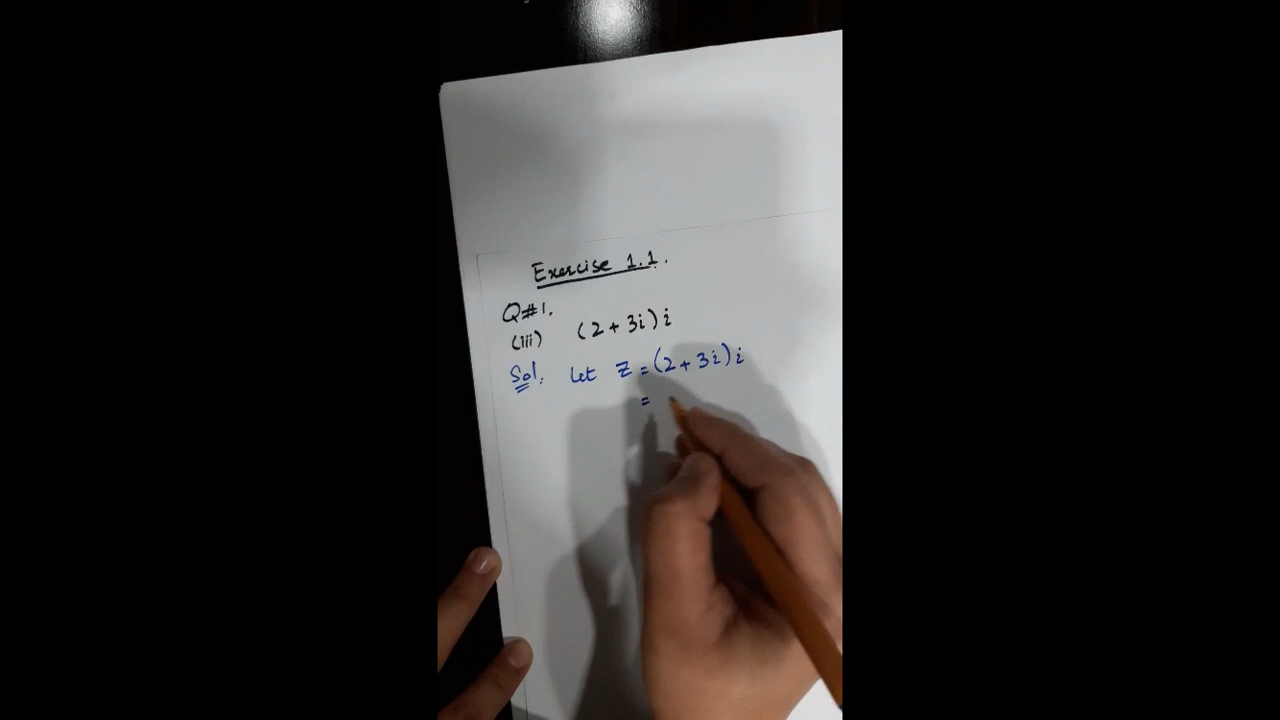 Exercise 1.1.
Q#1.
(iii) (2+3i)i
Sol. Let Z=(2+3i)i
=